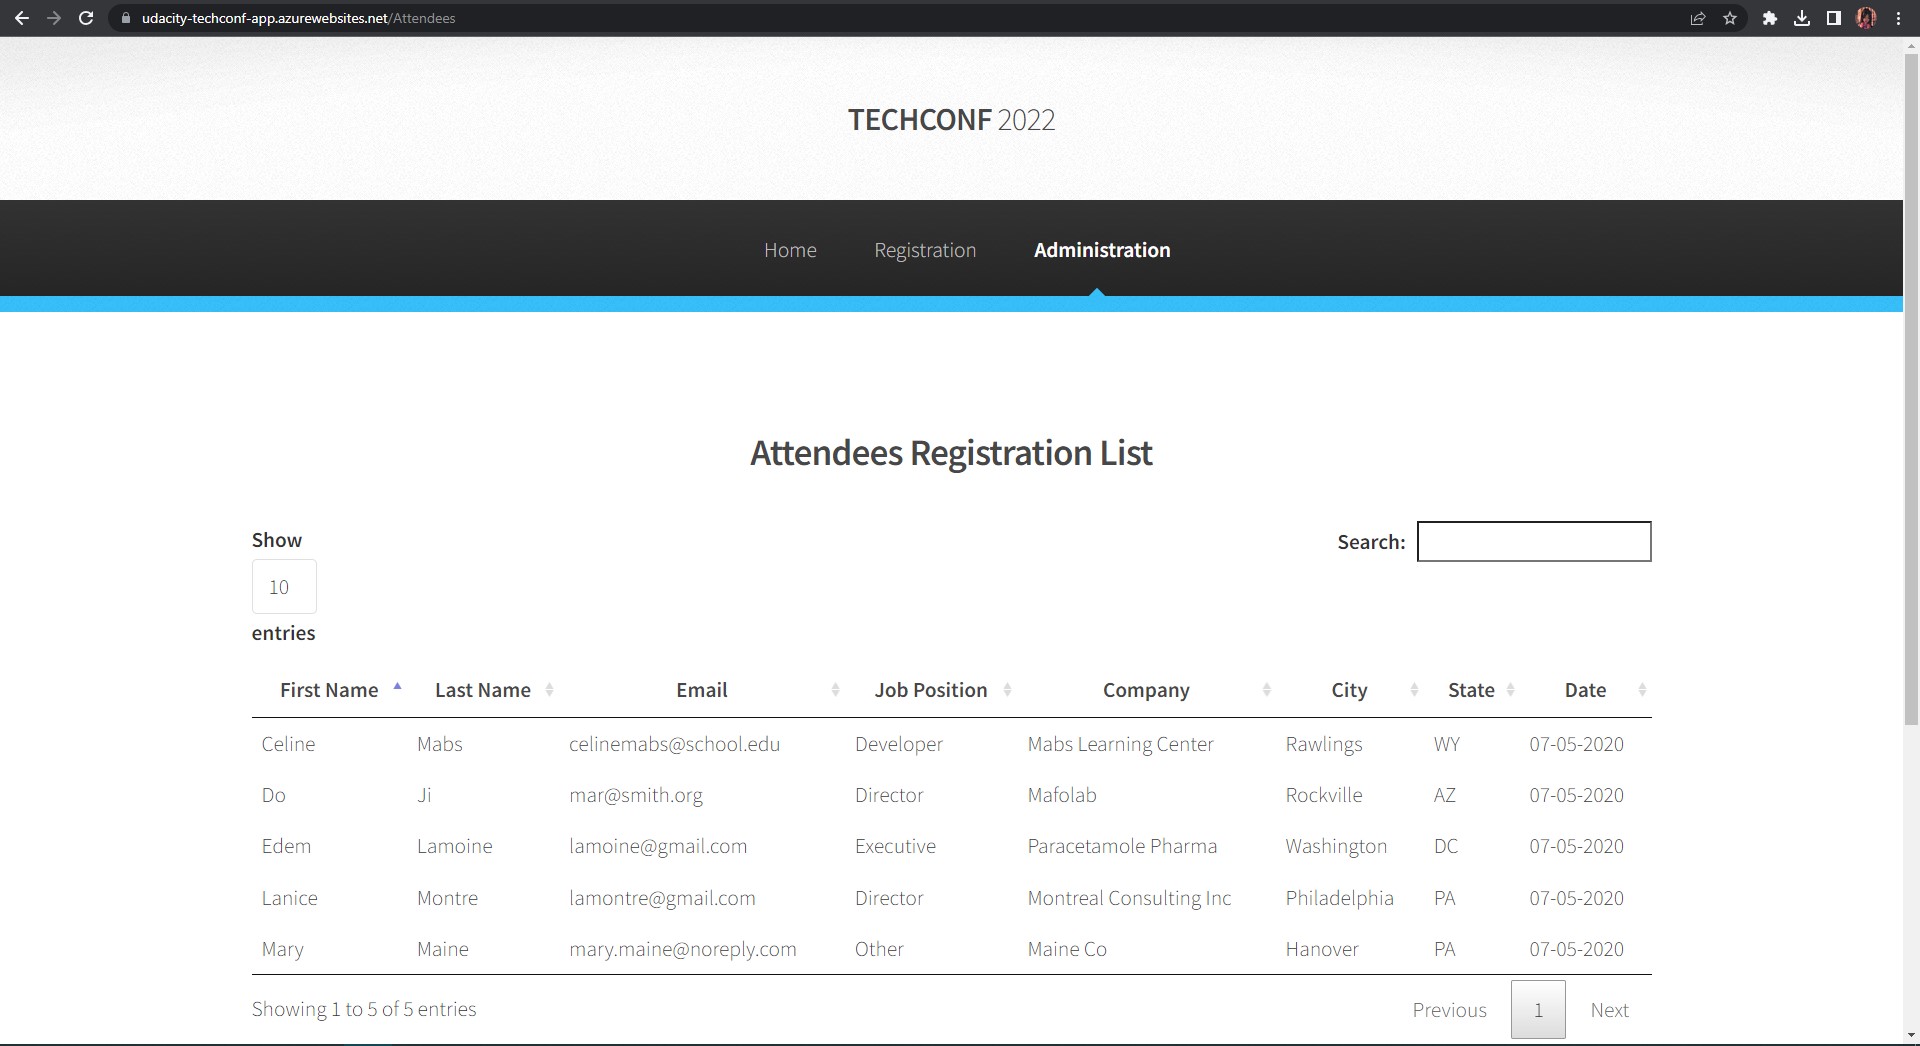 udacity-techconf-app.azurewebsites.net/Attendees
TECHCONF 2022
Home Registration Administration
Attendees Registration List
Show
10
entries
Search:
First Name Last Name Email Job Position Company City State Date
Celine Mabs celinemabs@school.edu Developer Mabs Learning Center Rawlings WY 07-05-2020
Do Ji mar@smith.org Director Mafolab Rockville AZ 07-05-2020
Edem Lamoine lamoine@gmail.com Executive Paracetamole Pharma Washington DC 07-05-2020
Lanice Montre lamontre@gmail.com Director Montreal Consulting Inc Philadelphia PA 07-05-2020
Mary Maine mary.maine@noreply.com Other Maine Co Hanover PA 07-05-2020
Showing 1 to 5 of 5 entries
Previous 1 Next